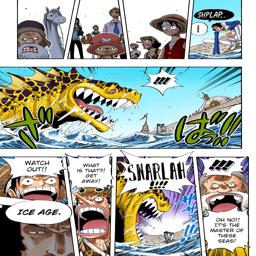 SHPLAP..
!
!!!
WATCH
OUT!!
ICE AGE.
WHAT
IS THAT?!
GET
AWAY!
SNARLAH
!!!!
!!!!
OH NO!!
IT'S THE
MASTER OF
THESE
SEAS!